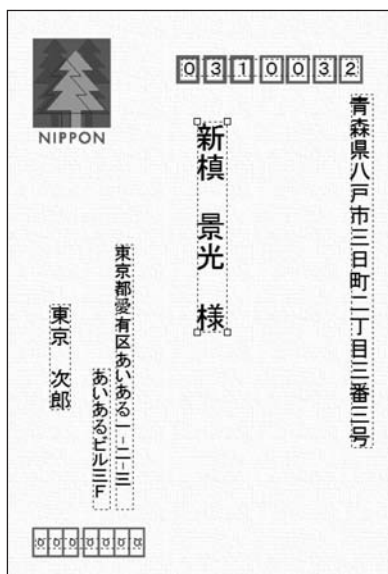 NIPPON
0310032
青森県八戸市三日町二丁目三番三号
新槙 景光 様
東京都愛有区あいある一-二-三
あいあるビル三F
東京 次郎